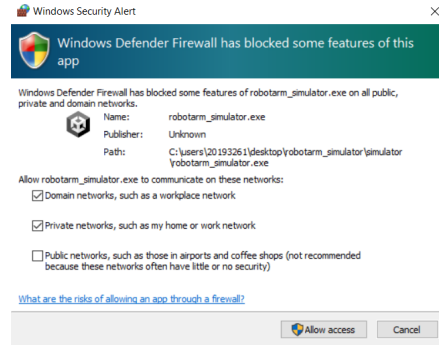 Windows Security Alert
Windows Defender Firewall has blocked some features of this
app
Windows Defender Firewall has blocked some features of robotarm_simulator.exe on all public,
private and domain networks.
Name: robotarm_simulator.exe
Publisher: Unknown
Path: C:\users\20193261\desktop\robotarm_simulator\simulator
\robotarm_simulator.exe
Allow robotarm_simulator.exe to communicate on these networks:
Domain networks, such as a workplace network
Private networks, such as my home or work network
Public networks, such as those in airports and coffee shops (not recommended
because these networks often have little or no security)
What are the risks of allowing an app through a firewall?
Allow access Cancel